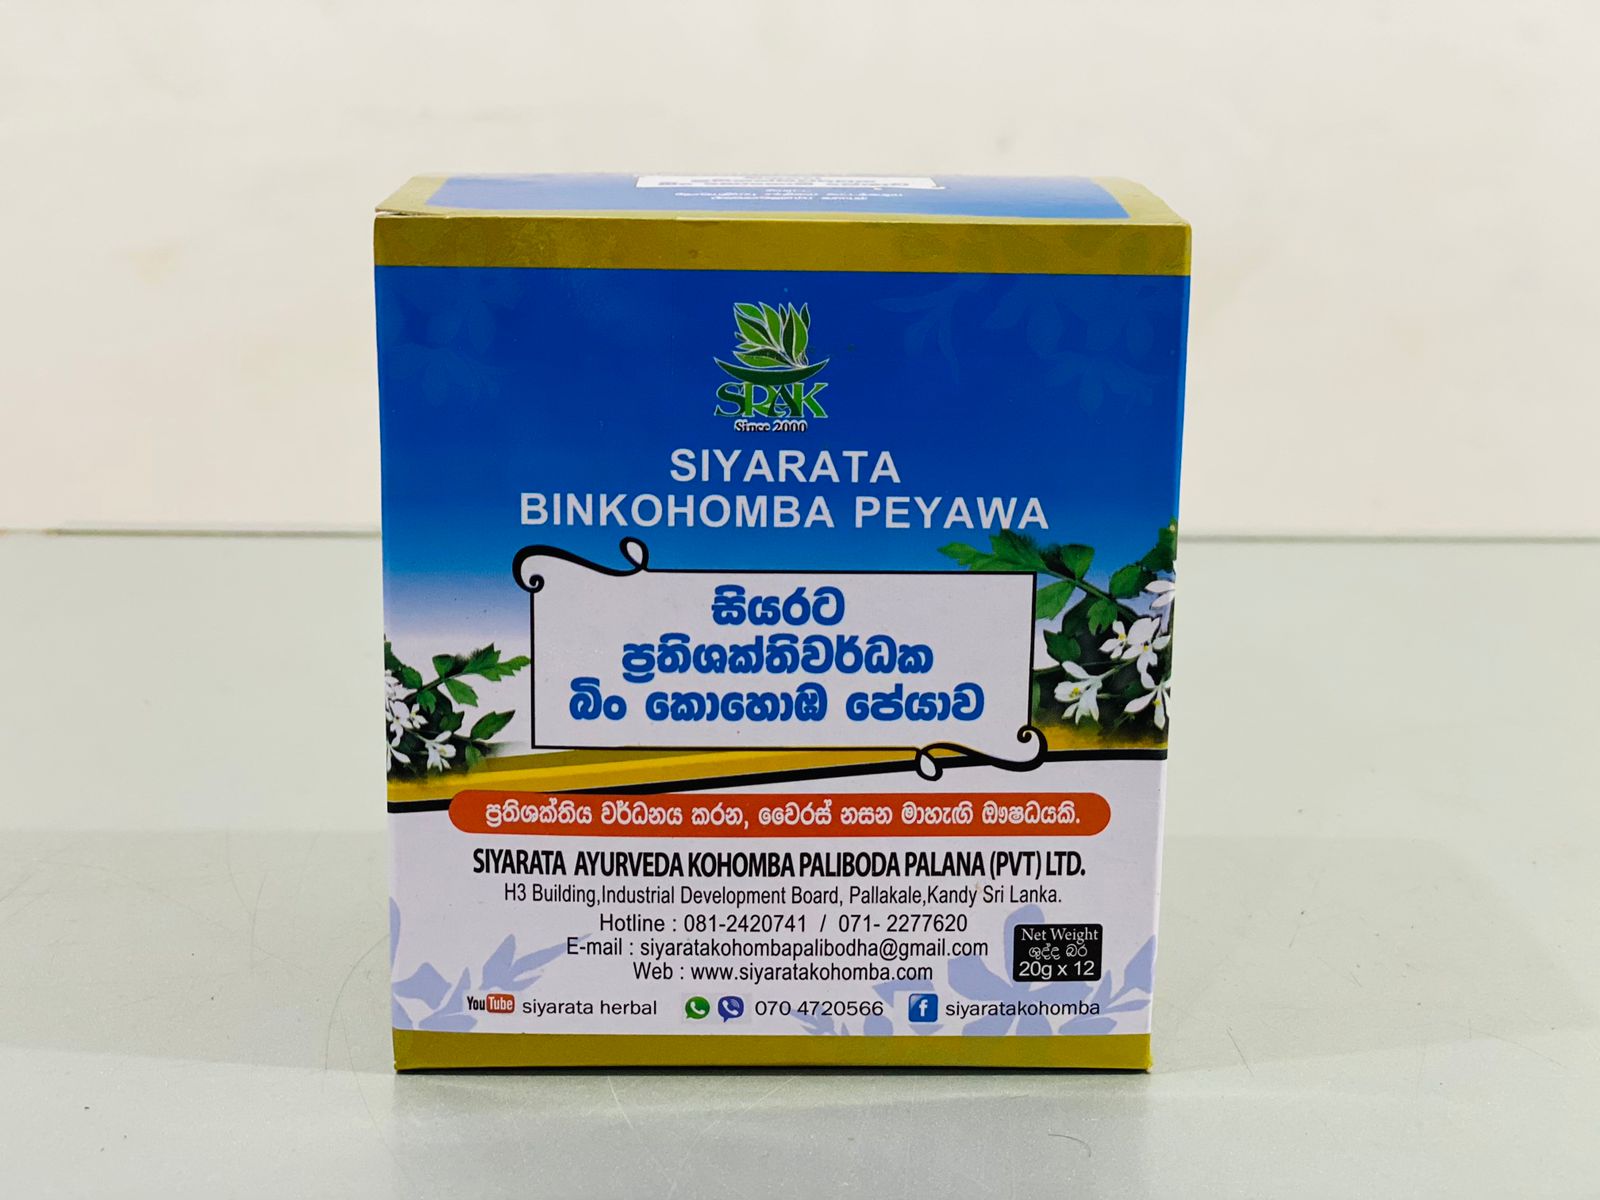 SRAK
Since 2000
SIYARATA
BINKOHOMBA PEYAWA
සියරට
ප්‍රතිශක්තිවර්ධක
බිං කොහොඹ පේයාව
ප්‍රතිශක්තිය වර්ධනය කරන, වෛරස් නසන මාහැඟි ඖෂධයකි.
SIYARATA AYURVEDA KOHOMBA PALIBODA PALANA (PVT) LTD.
H3 Building,Industrial Development Board, Pallakale,Kandy Sri Lanka.
Hotline : 081-2420741 / 071- 2277620
E-mail : siyaratakohombapalibodha@gmail.com
Web : www.siyaratakohomba.com
Net Weight
ශුද්ද බර
20g x 12
YouTube siyarata herbal 070 4720566 f siyaratakohomba